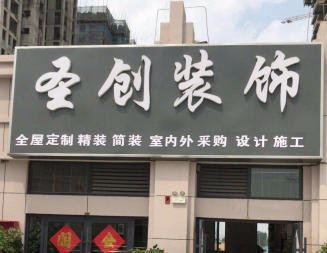 圣创装饰
全屋定制 精装 简装 室内外 采购 设计 施工